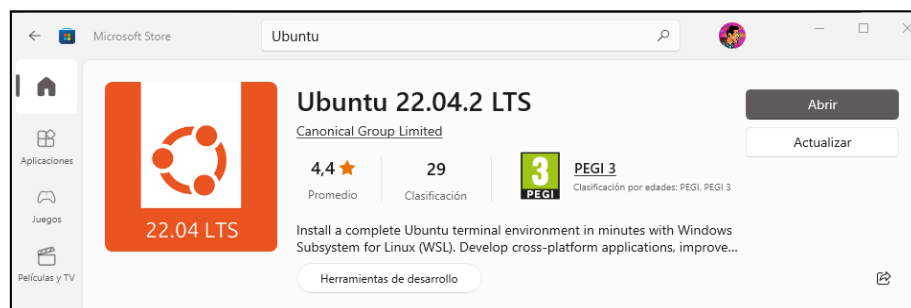 Microsoft Store
Ubuntu
Aplicaciones
Juegos
Películas y TV
22.04 LTS
Ubuntu 22.04.2 LTS
Canonical Group Limited
4,4
Promedio
29
Clasificación
3
PEGI
PEGI 3
Clasificación por edades: PEGI. PEGI 3
Install a complete Ubuntu terminal environment in minutes with Windows
Subsystem for Linux (WSL). Develop cross-platform applications, improve...
Herramientas de desarrollo
Abrir
Actualizar